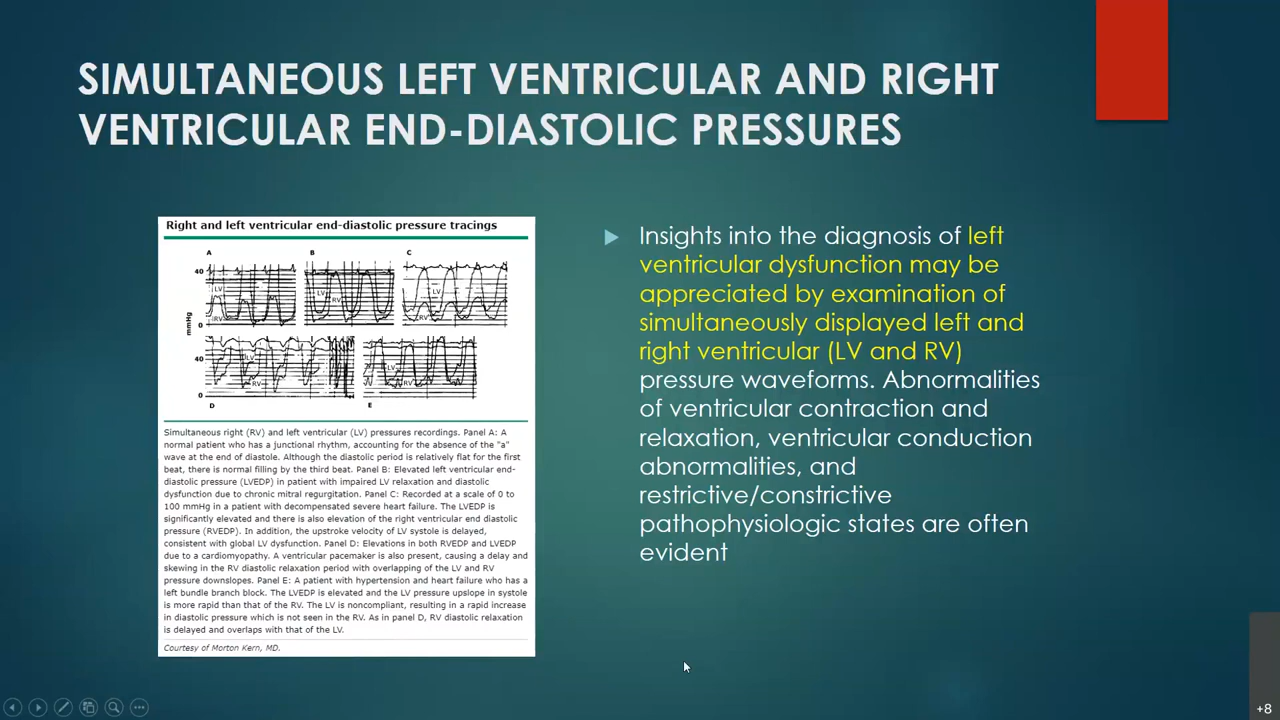 SIMULTANEOUS LEFT VENTRICULAR AND RIGHT
VENTRICULAR END-DIASTOLIC PRESSURES
Right and left ventricular end-diastolic pressure tracings
A
B
C
40
LV
RV
0
LV
RV
LV
RV
mmHg
40
LV
RV
0
LV
RV
D
E
Simultaneous right (RV) and left ventricular (LV) pressures recordings. Panel A: A
normal patient who has a junctional rhythm, accounting for the absence of the "a"
wave at the end of diastole. Although the diastolic period is relatively flat for the first
beat, there is normal filling by the third beat. Panel B: Elevated left ventricular end-
diastolic pressure (LVEDP) in patient with impaired LV relaxation and diastolic
dysfunction due to chronic mitral regurgitation. Panel C: Recorded at a scale of 0 to
100 mmHg in a patient with decompensated severe heart failure. The LVEDP is
significantly elevated and there is also elevation of the right ventricular end diastolic
pressure (RVEDP). In addition, the upstroke velocity of LV systole is delayed,
consistent with global LV dysfunction. Panel D: Elevations in both RVEDP and LVEDP
due to a cardiomyopathy. A ventricular pacemaker is also present, causing a delay and
skewing in the RV diastolic relaxation period with overlapping of the LV and RV
pressure downslopes. Panel E: A patient with hypertension and heart failure who has a
left bundle branch block. The LVEDP is elevated and the LV pressure upslope in systole
is more rapid than that of the RV. The LV is noncompliant, resulting in a rapid increase
in diastolic pressure which is not seen in the RV. As in panel D, RV diastolic relaxation
is delayed and overlaps with that of the LV.
Courtesy of Morton Kern, MD.
Insights into the diagnosis of left
ventricular dysfunction may be
appreciated by examination of
simultaneously displayed left and
right ventricular (LV and RV)
pressure waveforms. Abnormalities
of ventricular contraction and
relaxation, ventricular conduction
abnormalities, and
restrictive/constrictive
pathophysiologic states are often
evident
+8